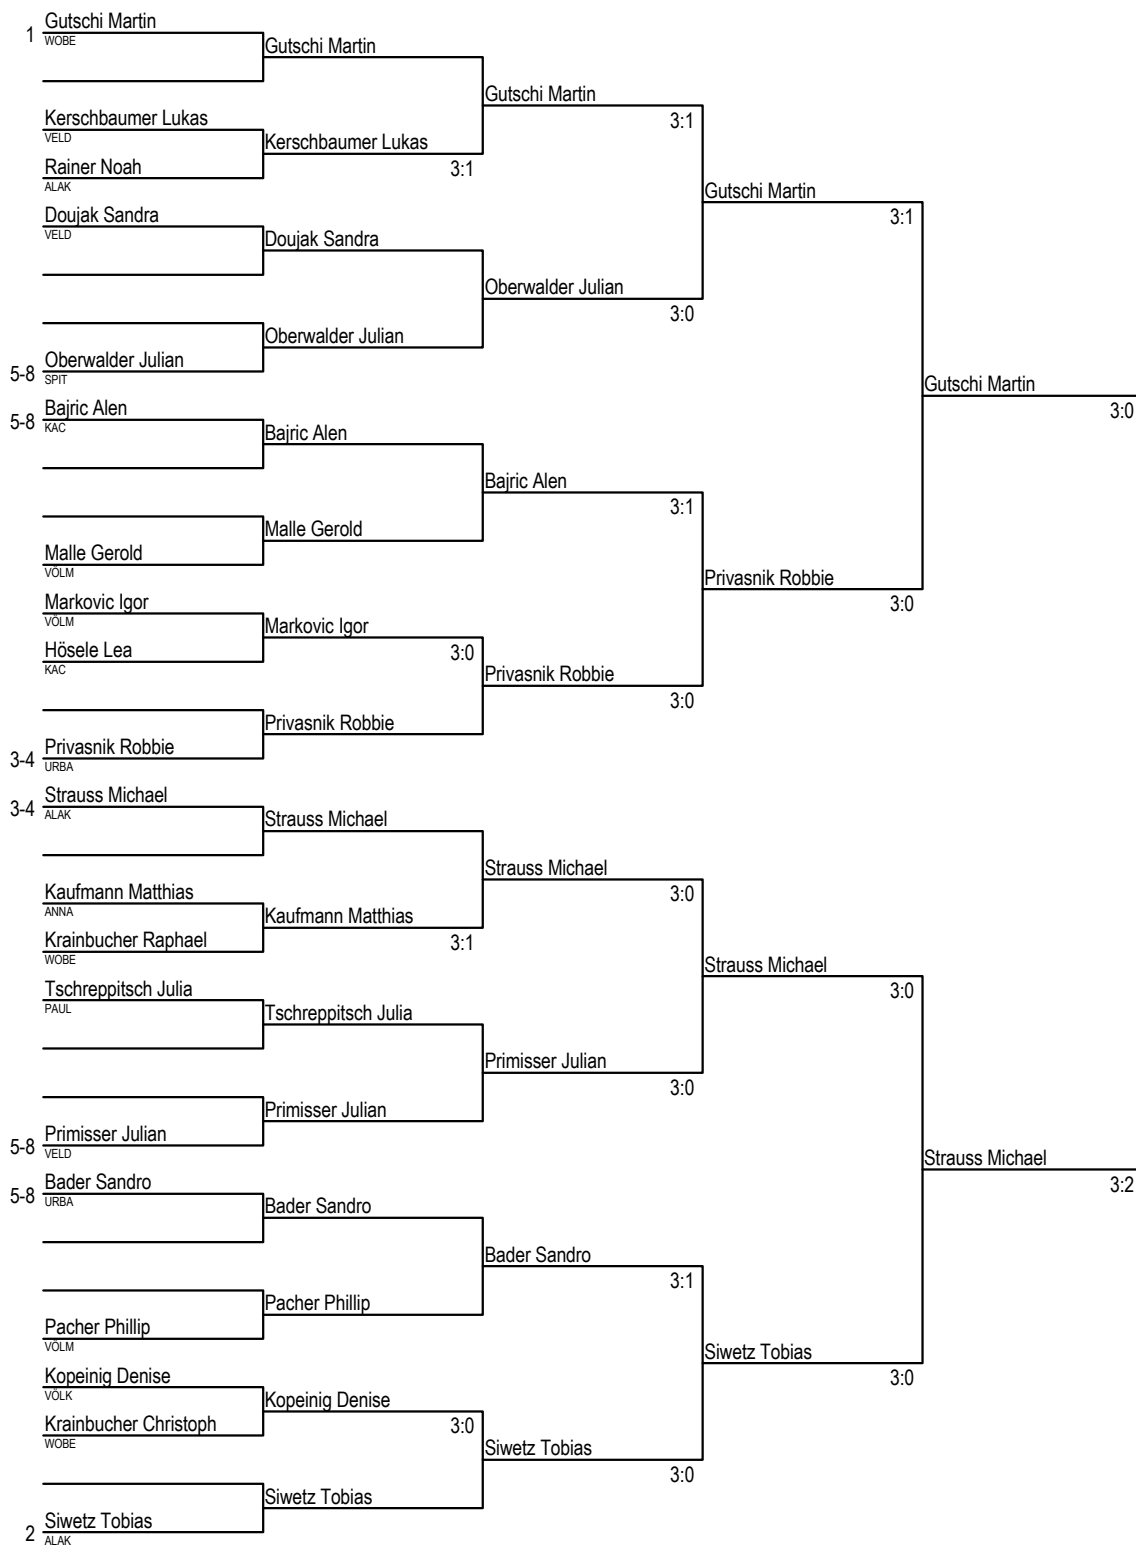 Gutschi Martin
1
WOBE
Gutschi Martin
Gutschi Martin
3:1
Kerschbaumer Lukas
VELD
Kerschbaumer Lukas
3:1
Rainer Noah
ALAK
Gutschi Martin
3:1
Doujak Sandra
VELD
Doujak Sandra
Oberwalder Julian
3:0
Oberwalder Julian
Oberwalder Julian
5-8
SPIT
Gutschi Martin
3:0
Bajric Alen
5-8
KAC
Bajric Alen
Bajric Alen
3:1
Malle Gerold
Malle Gerold
VÖLM
Privasnik Robbie
3:0
Markovic Igor
VÖLM
Markovic Igor
3:0
Hösele Lea
KAC
Privasnik Robbie
3:0
Privasnik Robbie
Privasnik Robbie
3-4
URBA
Strauss Michael
3-4
ALAK
Strauss Michael
Strauss Michael
3:0
Kaufmann Matthias
ANNA
Kaufmann Matthias
3:1
Krainbucher Raphael
WOBE
Strauss Michael
3:0
Tschreppitsch Julia
PAUL
Tschreppitsch Julia
Primisser Julian
3:0
Primisser Julian
Primisser Julian
5-8
VELD
Strauss Michael
3:2
Bader Sandro
5-8
URBA
Bader Sandro
Bader Sandro
3:1
Pacher Phillip
Pacher Phillip
VÖLM
Siwetz Tobias
3:0
Kopeinig Denise
VÖLK
Kopeinig Denise
3:0
Krainbucher Christoph
WOBE
Siwetz Tobias
3:0
Siwetz Tobias
Siwetz Tobias
2
ALAK